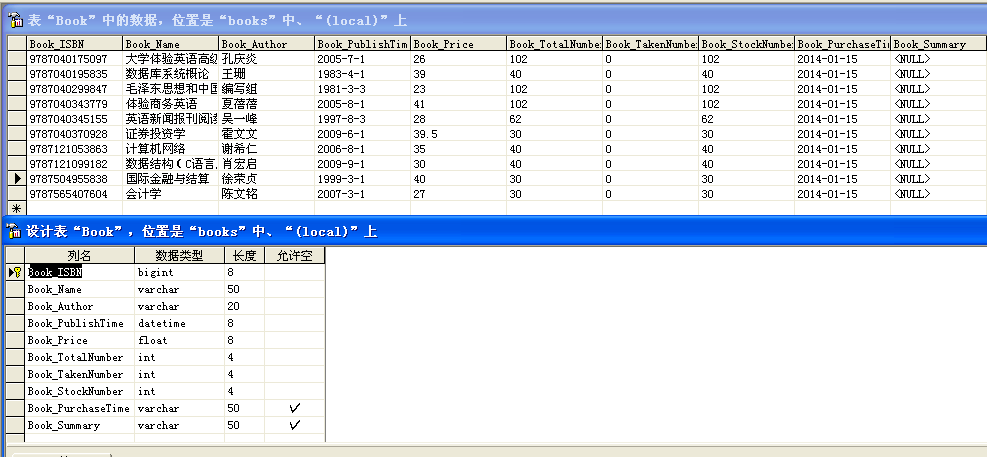 表“Book”中的数据，位置是“books”中、“(local)”上
Book_ISBN Book_Name Book_Author Book_PublishTim Book_Price Book_TotalNumbe Book_TakenNumbe Book_StockNumbe Book_PurchaseTi Book_Summary
9787040175097 大学体验英语高级 孔庆炎 2005-7-1 26 102 0 102 2014-01-15 <NULL>
9787040195835 数据库系统概论 王珊 1983-4-1 39 40 0 40 2014-01-15 <NULL>
9787040299847 毛泽东思想和中国 编写组 1981-3-3 23 102 0 102 2014-01-15 <NULL>
9787040343779 体验商务英语 夏蓓蓓 2005-8-1 41 102 0 102 2014-01-15 <NULL>
9787040345155 英语新闻报刊阅读 吴一峰 1997-8-3 28 62 0 62 2014-01-15 <NULL>
9787040370928 证券投资学 霍文文 2009-6-1 39.5 30 0 30 2014-01-15 <NULL>
9787121053863 计算机网络 谢希仁 2006-8-1 35 40 0 40 2014-01-15 <NULL>
9787121099182 数据结构（C语言 肖宏启 2009-9-1 30 40 0 40 2014-01-15 <NULL>
9787504955838 国际金融与结算 徐荣贞 1999-3-1 40 30 0 30 2014-01-15 <NULL>
9787565407604 会计学 陈文铭 2007-3-1 27 30 0 30 2014-01-15 <NULL>
设计表“Book”，位置是“books”中、“(local)”上
列名 数据类型 长度 允许空
Book_ISBN bigint 8
Book_Name varchar 50
Book_Author varchar 20
Book_PublishTime datetime 8
Book_Price float 8
Book_TotalNumber int 4
Book_TakenNumber int 4
Book_StockNumber int 4
Book_PurchaseTime varchar 50 ✓
Book_Summary varchar 50 ✓